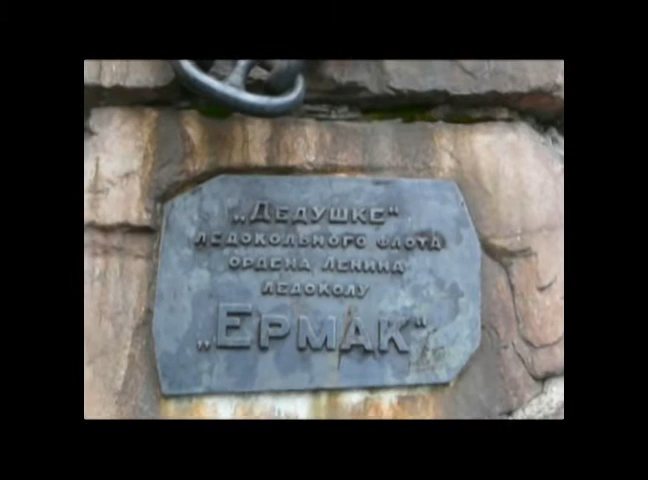 „Дедушке“
ледокольного флота
ордена Ленина
ледоколу
„Ермак“